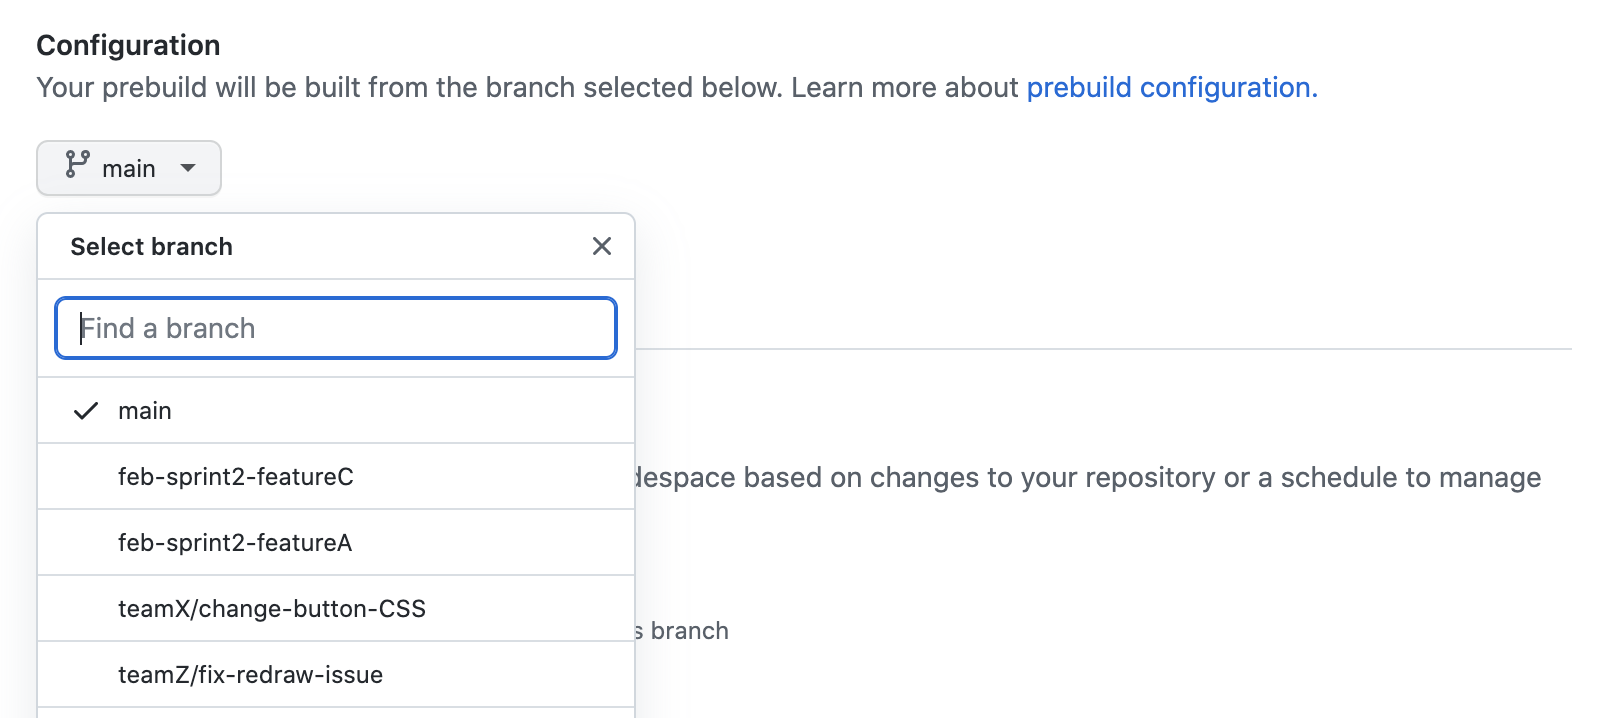 Configuration
Your prebuild will be built from the branch selected below. Learn more about prebuild configuration.
main
Select branch
Find a branch
main
feb-sprint2-featureC
despace based on changes to your repository or a schedule to manage
feb-sprint2-featureA
teamX/change-button-CSS
s branch
teamZ/fix-redraw-issue